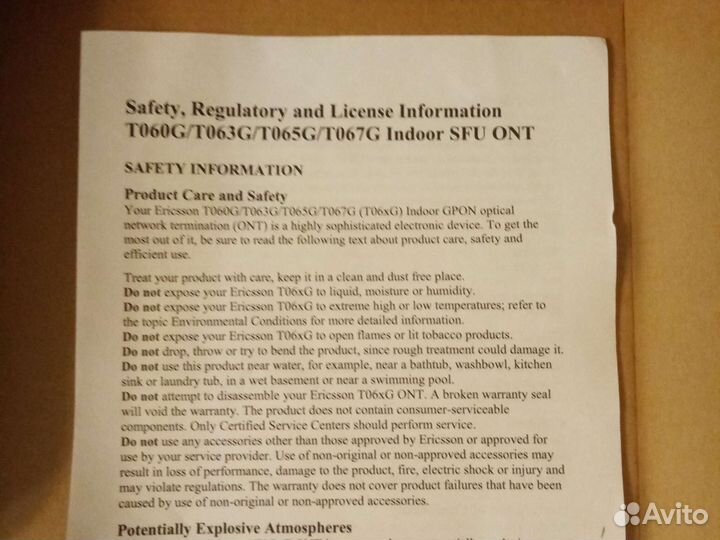 Safety, Regulatory and License Information
T060G/T063G/T065G/T067G Indoor SFU ONT
SAFETY INFORMATION
Product Care and Safety
Your Ericsson T060G/T063G/T065G/T067G (T06xG) Indoor GPON optical
network termination (ONT) is a highly sophisticated electronic device. To get the
most out of it, be sure to read the following text about product care, safety and
efficient use.
Treat your product with care, keep it in a clean and dust free place.
Do not expose your Ericsson T06xG to liquid, moisture or humidity.
Do not expose your Ericsson T06xG to extreme high or low temperatures; refer to
the topic Environmental Conditions for more detailed information.
Do not expose your Ericsson T06xG to open flames or lit tobacco products.
Do not drop, throw or try to bend the product, since rough treatment could damage it.
Do not use this product near water, for example, near a bathtub, washbowl, kitchen
sink or laundry tub, in a wet basement or near a swimming pool.
Do not attempt to disassemble your Ericsson T06xG ONT. A broken warranty seal
will void the warranty. The product does not contain consumer-serviceable
components. Only Certified Service Centers should perform service.
Do not use any accessories other than those approved by Ericsson or approved for
use by your service provider. Use of non-original or non-approved accessories may
result in loss of performance, damage to the product, fire, electric shock or injury and
may violate regulations. The warranty does not cover product failures that have been
caused by use of non-original or non-approved accessories.
Potentially Explosive Atmospheres
Avito